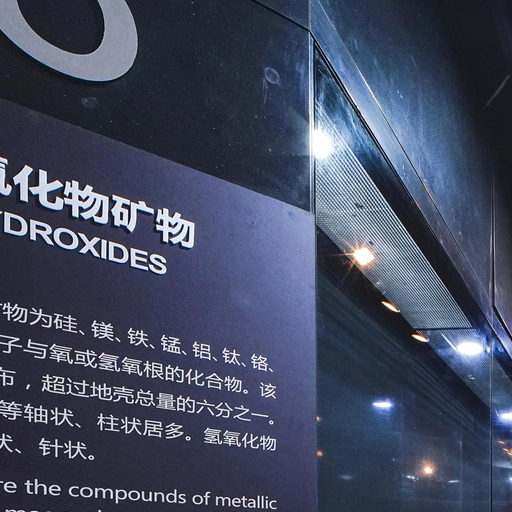 化物矿物
YDROXIDES
物为硅、镁、铁、锰、铝、钛、铬、
子与氧或氢氧根的化合物。该
布，超过地壳总量的六分之一。
等轴状、柱状居多。氢氧化物
状、针状。
re the compounds of metallic